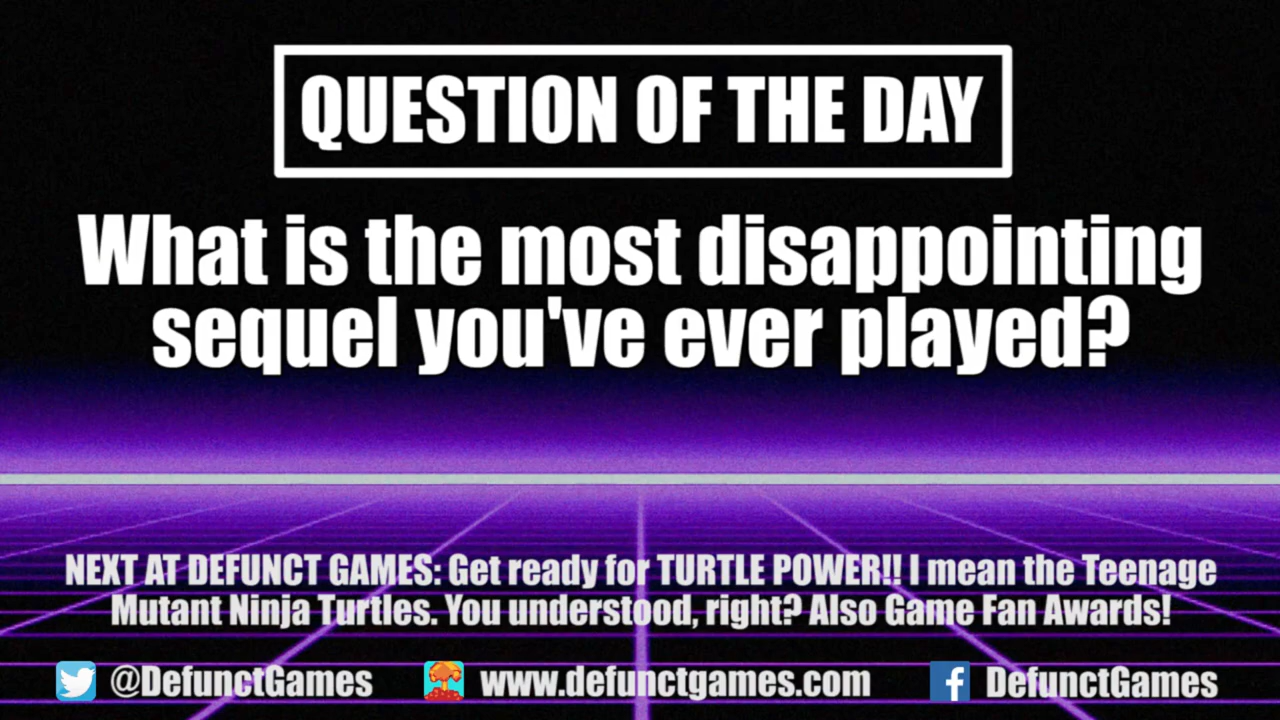 QUESTION OF THE DAY
What is the most disappointing
sequel you've ever played?
NEXT AT DEFUNCT GAMES: Get ready for TURTLE POWER!! I mean the Teenage
Mutant Ninja Turtles. You understood, right? Also Game Fan Awards!
@DefunctGames www.defunctgames.com DefunctGames